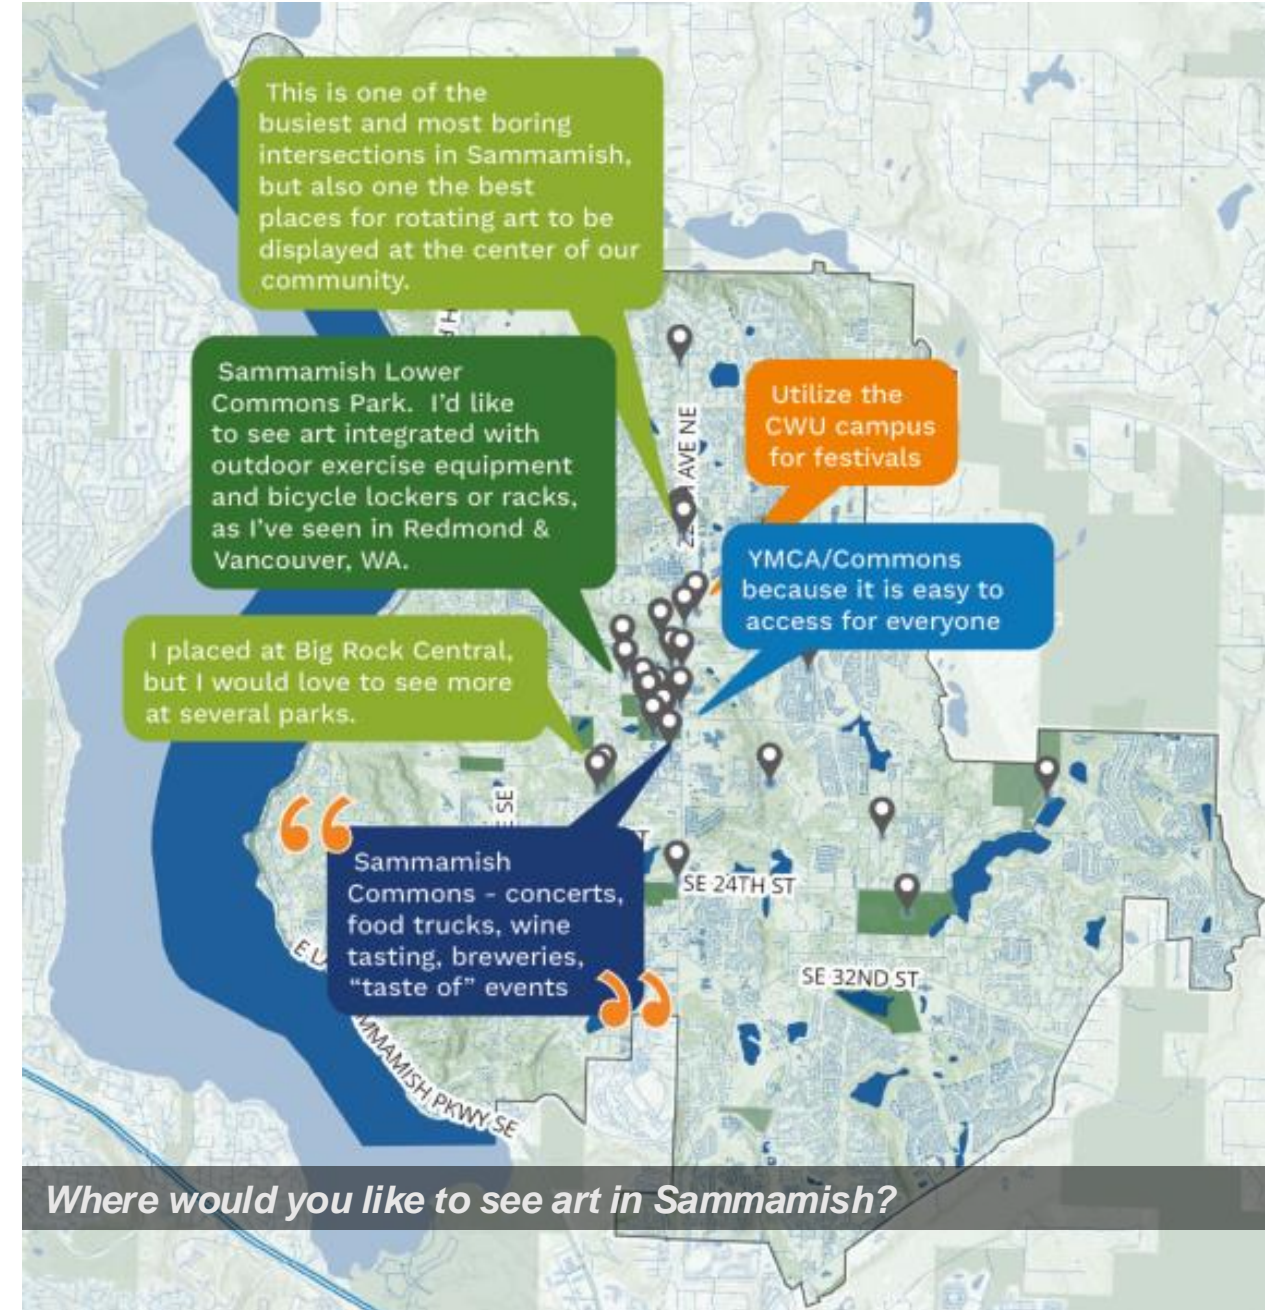 This is one of the
busiest and most boring
intersections in Sammamish,
but also one the best
places for rotating art to be
displayed at the center of our
community.
Sammamish Lower
Commons Park. I'd like
to see art integrated with
outdoor exercise equipment
and bicycle lockers or racks,
as I've seen in Redmond &
Vancouver, WA.
AVE NE
Utilize the
CWU campus
for festivals
YMCA/Commons
because it is easy to
access for everyone
I placed at Big Rock Central,
but I would love to see more
at several parks.
SE
“
Sammamish
Commons - concerts,
food trucks, wine
tasting, breweries,
“taste of” events
”
SE 24TH ST
SE 32ND ST
PKWY SE
Where would you like to see art in Sammamish?